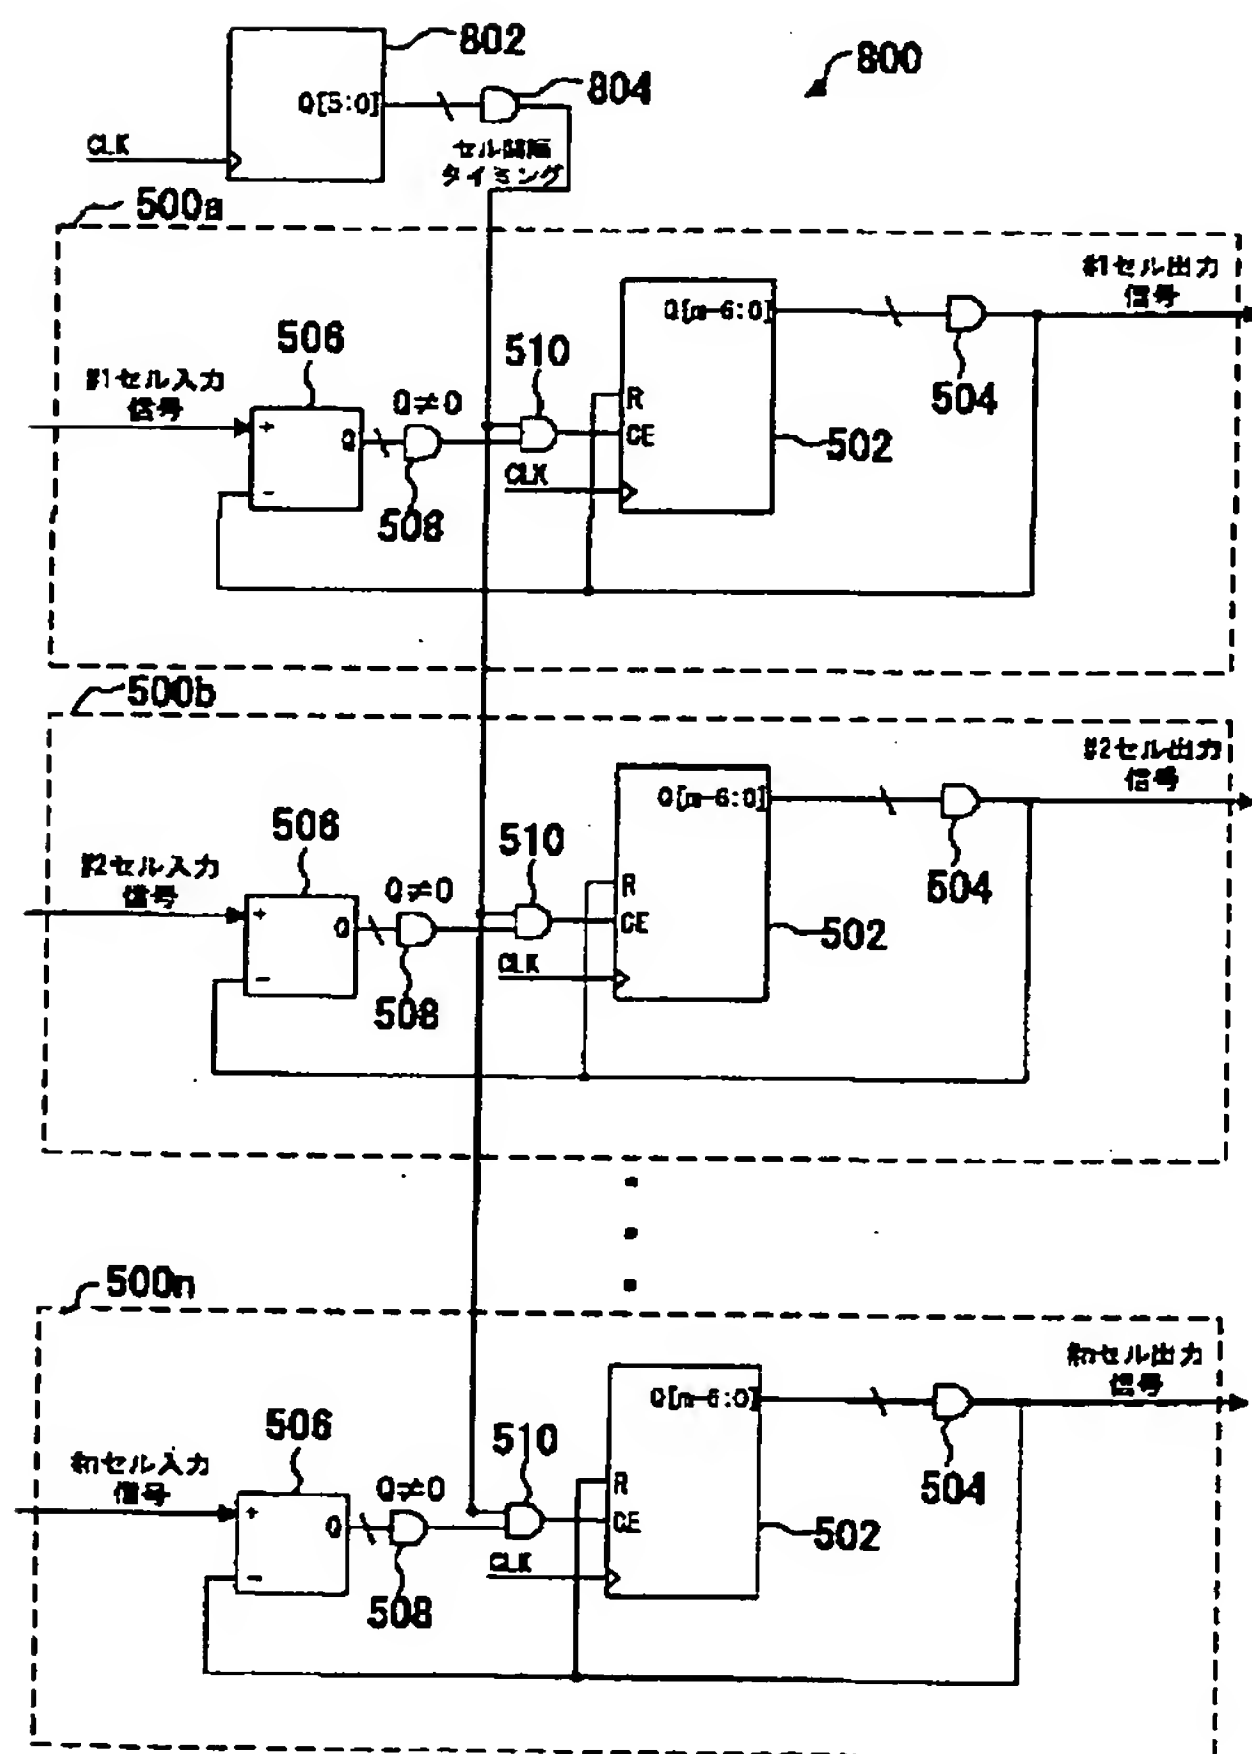 802
800
Q[5:0]
804
CLK
セル間隔
タイミング
500a
#1セル出力
信号
Q[m-6:0]
506
510
#1セル入力
信号
Q≠0
504
+
R
Q
CE
502
-
CLK
508
500b
#2セル出力
信号
Q[m-6:0]
506
510
#2セル入力
信号
Q≠0
504
+
R
Q
CE
502
-
CLK
508
500n
#nセル出力
信号
Q[m-6:0]
506
510
#nセル入力
信号
Q≠0
504
+
R
Q
CE
502
-
CLK
508